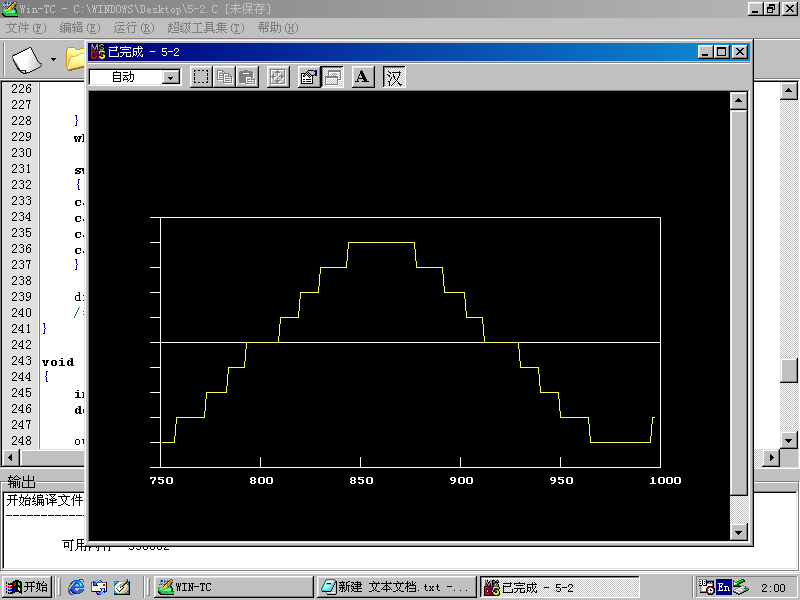 Win-TC - C:\WINDOWS\Desktop\5-2.C [未保存]
文件(F) 编辑(E) 运行(R) 超级工具集(T) 帮助(H)
已完成 - 5-2
自动 A 汉
226
227
228 }
229
230
231
232 {
233
234
235
236
237 }
238
239
240
241 }
242
243 void
244 {
245
246
247
248
750 800 850 900 950 1000
输出
开始编译文件
可用内存
开始 WIN-TC 新建 文本文档.txt -... 已完成 - 5-2 En 2:00